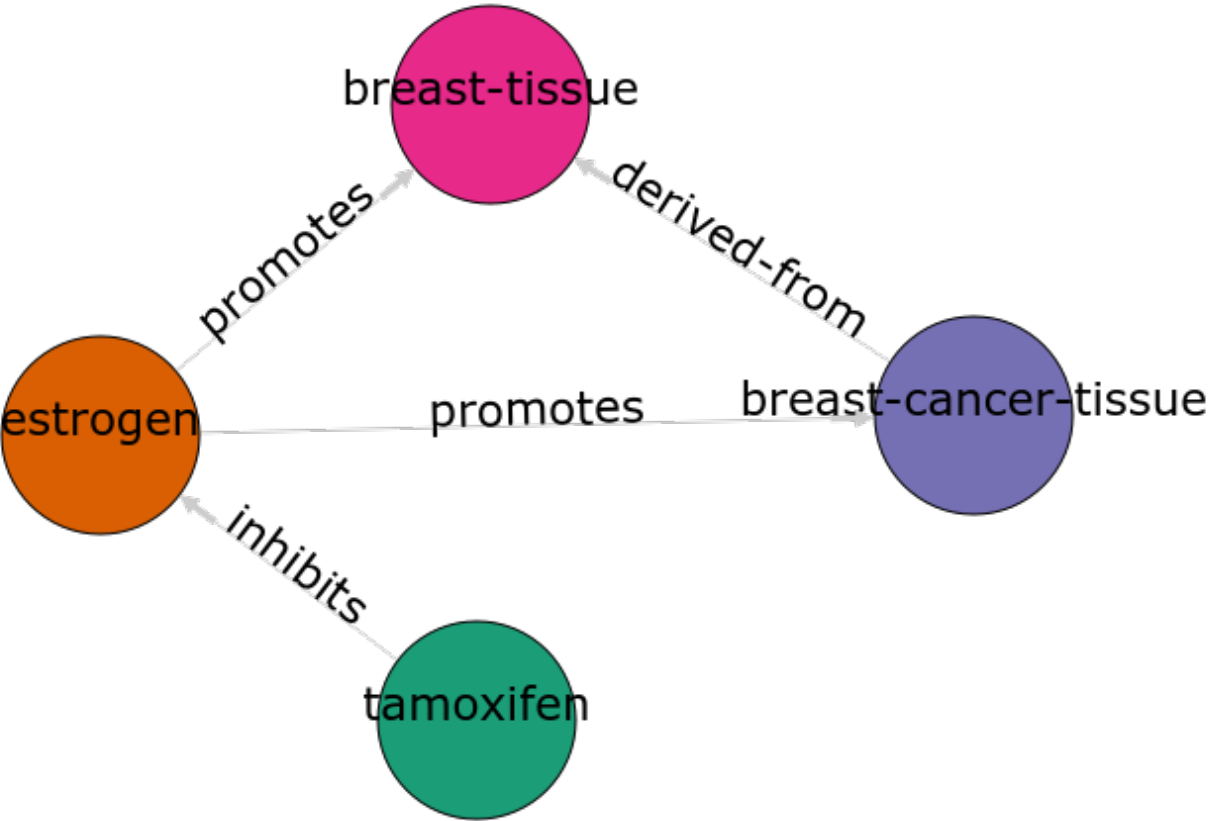 breast-tissue
promotes
derived-from
estrogen
promotes
breast-cancer-tissue
inhibits
tamoxifen